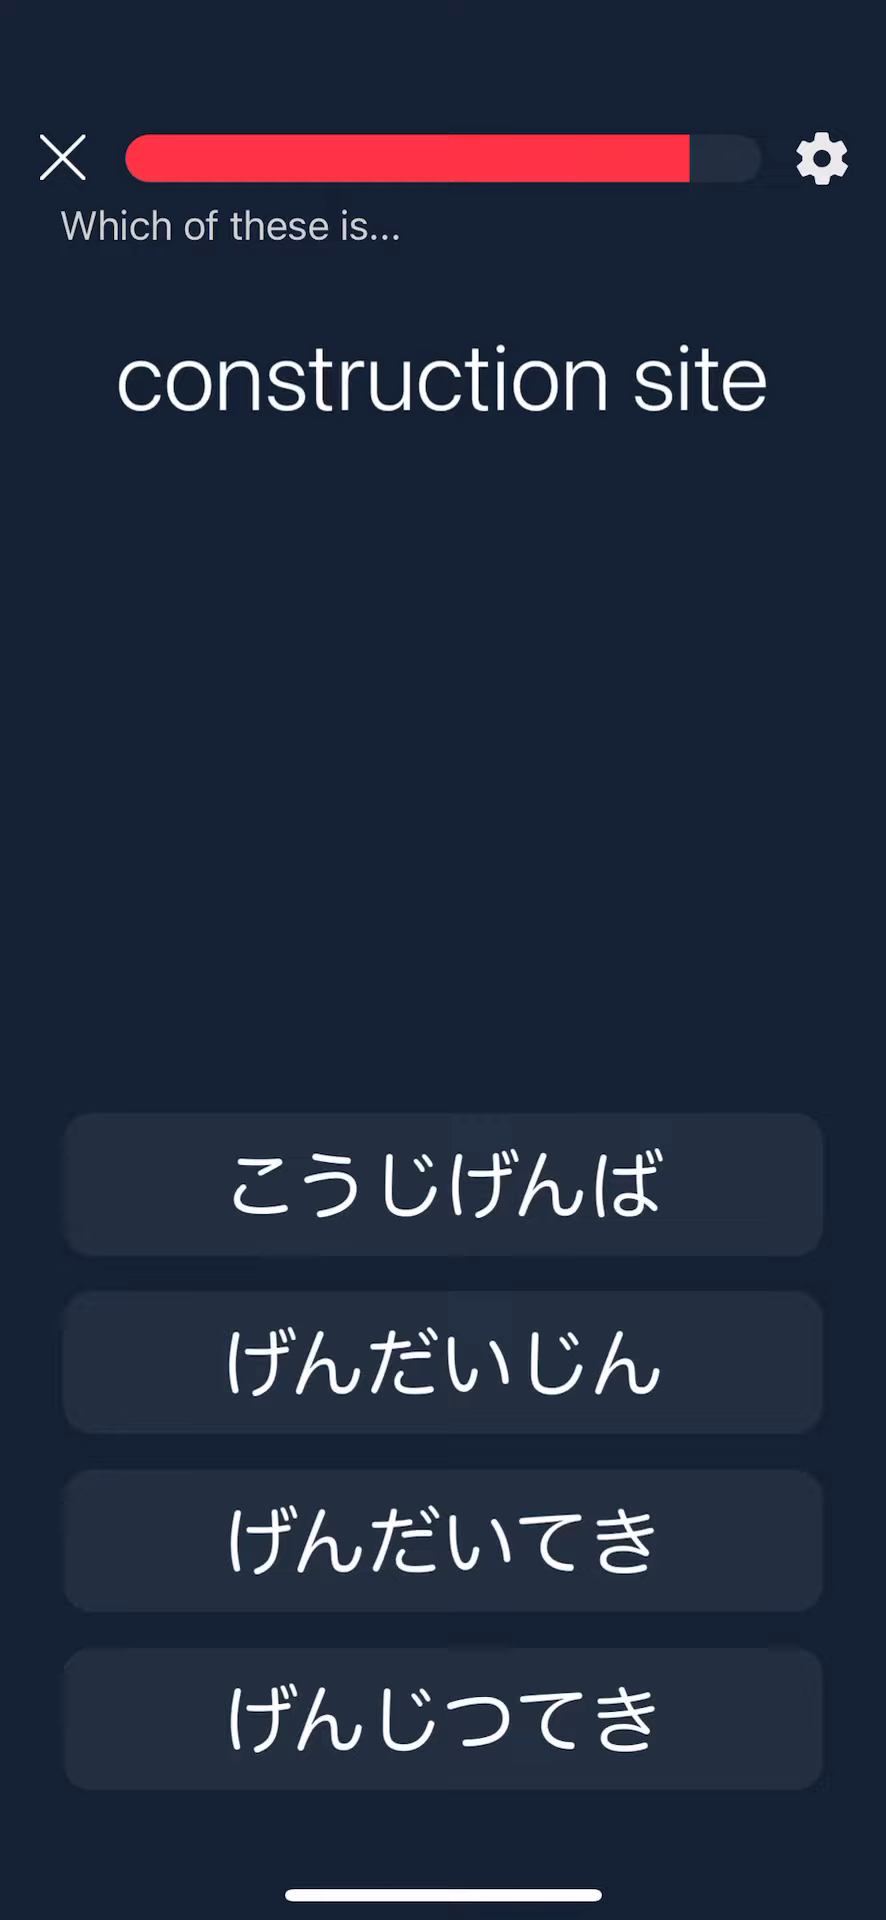 Which of these is...
construction site
こうじげんば
げんだいじん
げんだいてき
げんじつてき